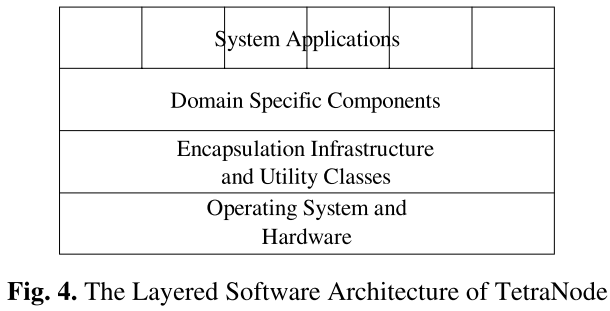 System Applications
Domain Specific Components
Encapsulation Infrastructure
and Utility Classes
Operating System and
Hardware
Fig. 4. The Layered Software Architecture of TetraNode